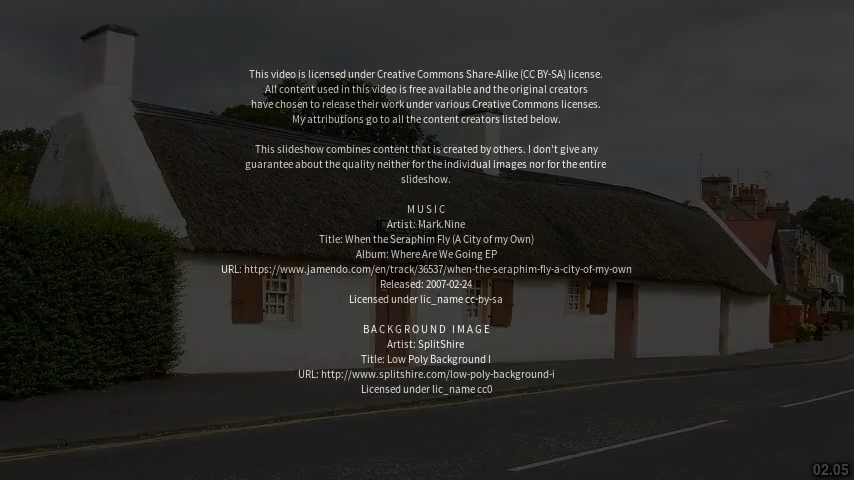 This video is licensed under Creative Commons Share-Alike (CC BY-SA) license.
All content used in this video is free available and the original creators
have chosen to release their work under various Creative Commons licenses.
My attributions go to all the content creators listed below.
This slideshow combines content that is created by others. I don't give any
guarantee about the quality neither for the individual images nor for the entire
slideshow.
MUSIC
Artist: Mark.Nine
Title: When the Seraphim Fly (A City of my Own)
Album: Where Are We Going EP
URL: https://www.jamendo.com/en/track/36537/when-the-seraphim-fly-a-city-of-my-own
Released: 2007-02-24
Licensed under lic_name cc-by-sa
BACKGROUND IMAGE
Artist: SplitShire
Title: Low Poly Background I
URL: http://www.splitshire.com/low-poly-background-i
Licensed under lic_name cc0
02.05